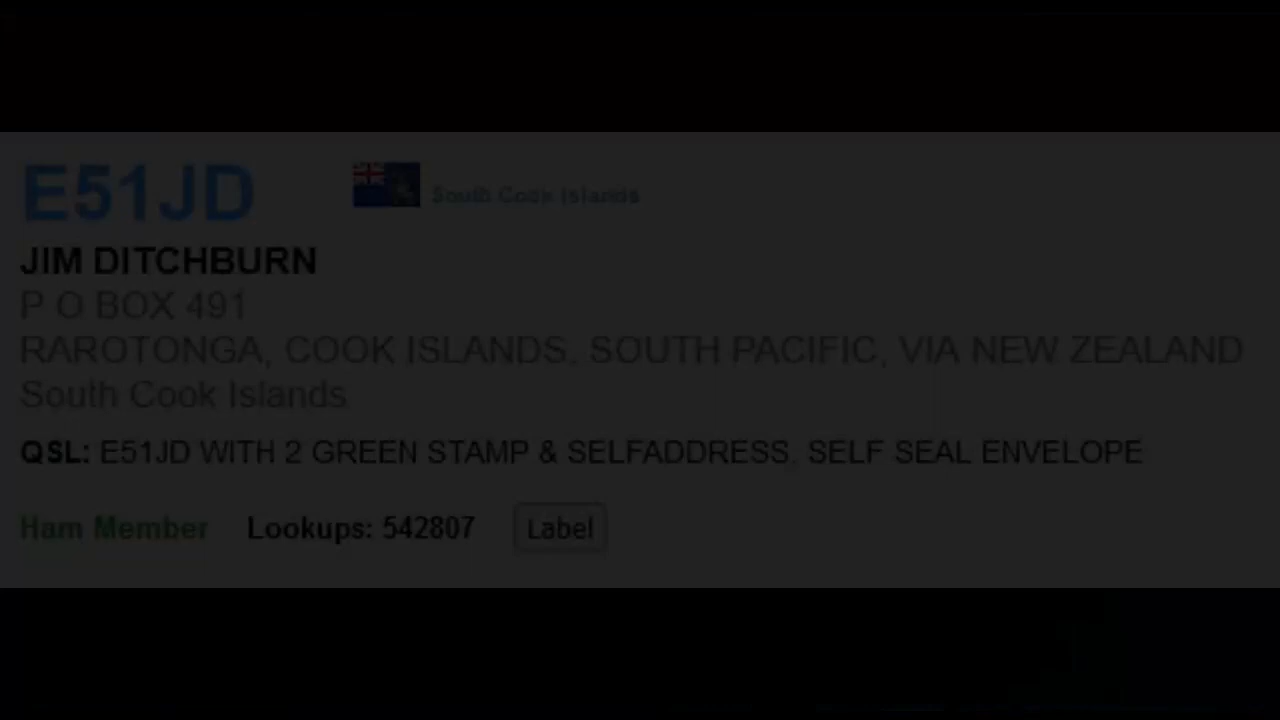 E51JD
South Cook Islands
JIM DITCHBURN
P O BOX 491
RAROTONGA, COOK ISLANDS, SOUTH PACIFIC, VIA NEW ZEALAND
South Cook Islands
QSL: E51JD WITH 2 GREEN STAMP & SELFADDRESS, SELF SEAL ENVELOPE
Ham Member Lookups: 542807 Label